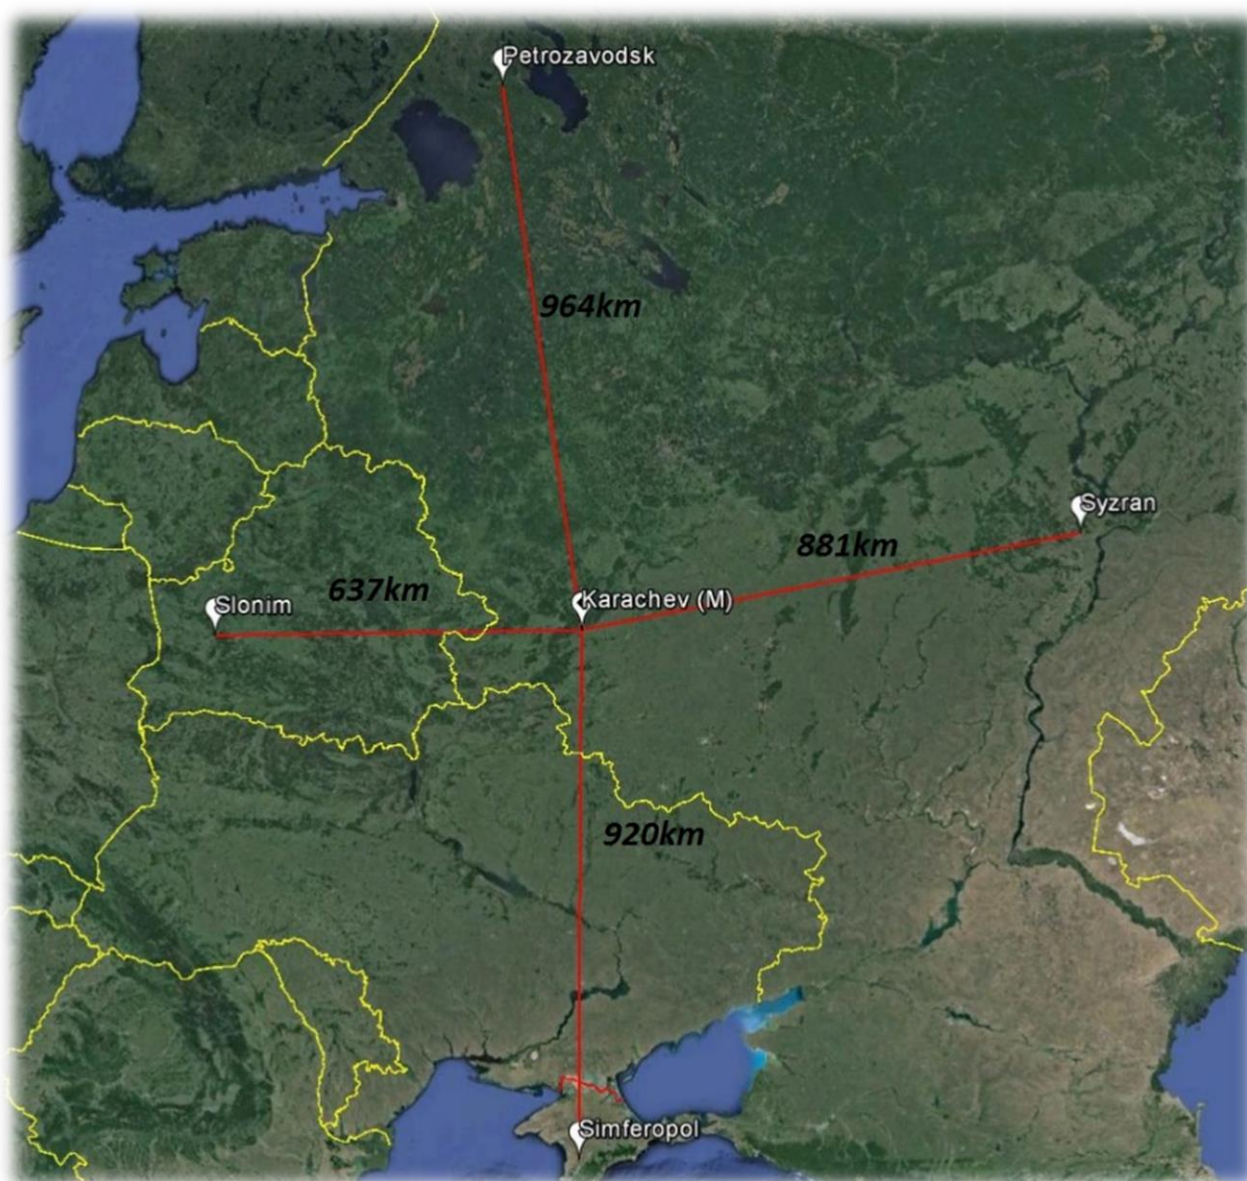 Petrozavodsk
964km
Syzran
881km
637km
Karachev (M)
Slonim
920km
Simferopol